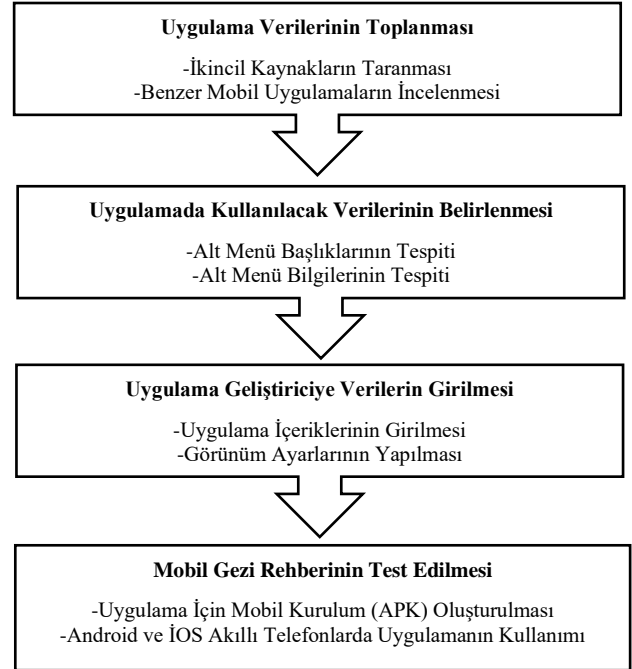 Uygulama Verilerinin Toplanması
-İkincil Kaynakların Taranması
-Benzer Mobil Uygulamaların İncelenmesi
Uygulamada Kullanılacak Verilerinin Belirlenmesi
-Alt Menü Başlıklarının Tespiti
-Alt Menü Bilgilerinin Tespiti
Uygulama Geliştiriciye Verilerin Girilmesi
-Uygulama İçeriklerinin Girilmesi
-Görünüm Ayarlarının Yapılması
Mobil Gezi Rehberinin Test Edilmesi
-Uygulama İçin Mobil Kurulum (APK) Oluşturulması
-Android ve İOS Akıllı Telefonlarda Uygulamanın Kullanımı